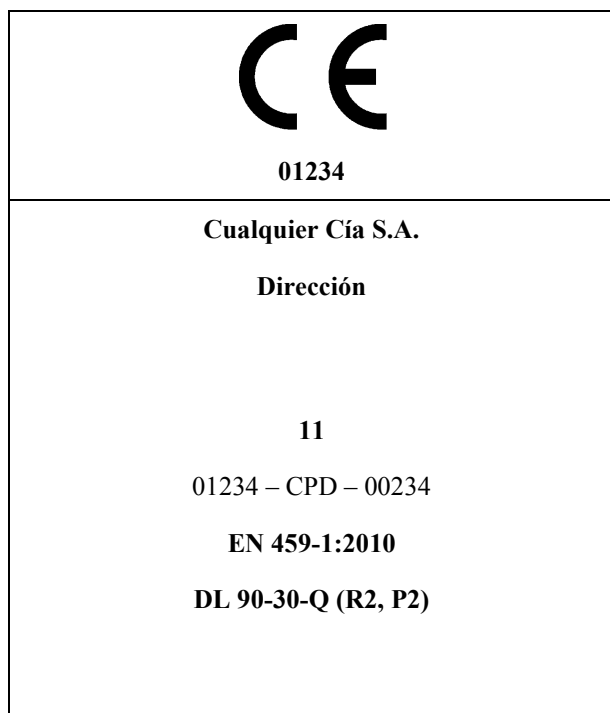 CE
01234
Cualquier Cía S.A.
Dirección
11
01234 – CPD – 00234
EN 459-1:2010
DL 90-30-Q (R2, P2)